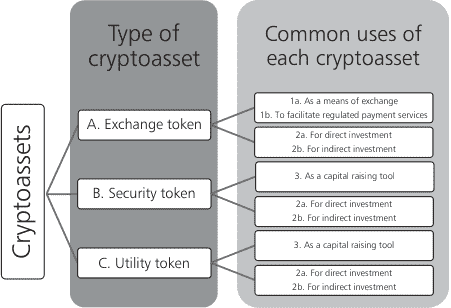 Cryptoassets
Type of
cryptoasset
A. Exchange token
B. Security token
C. Utility token
Common uses of
each cryptoasset
1a. As a means of exchange
1b. To facilitate regulated payment services
2a. For direct investment
2b. For indirect investment
3. As a capital raising tool
2a. For direct investment
2b. For indirect investment
3. As a capital raising tool
2a. For direct investment
2b. For indirect investment